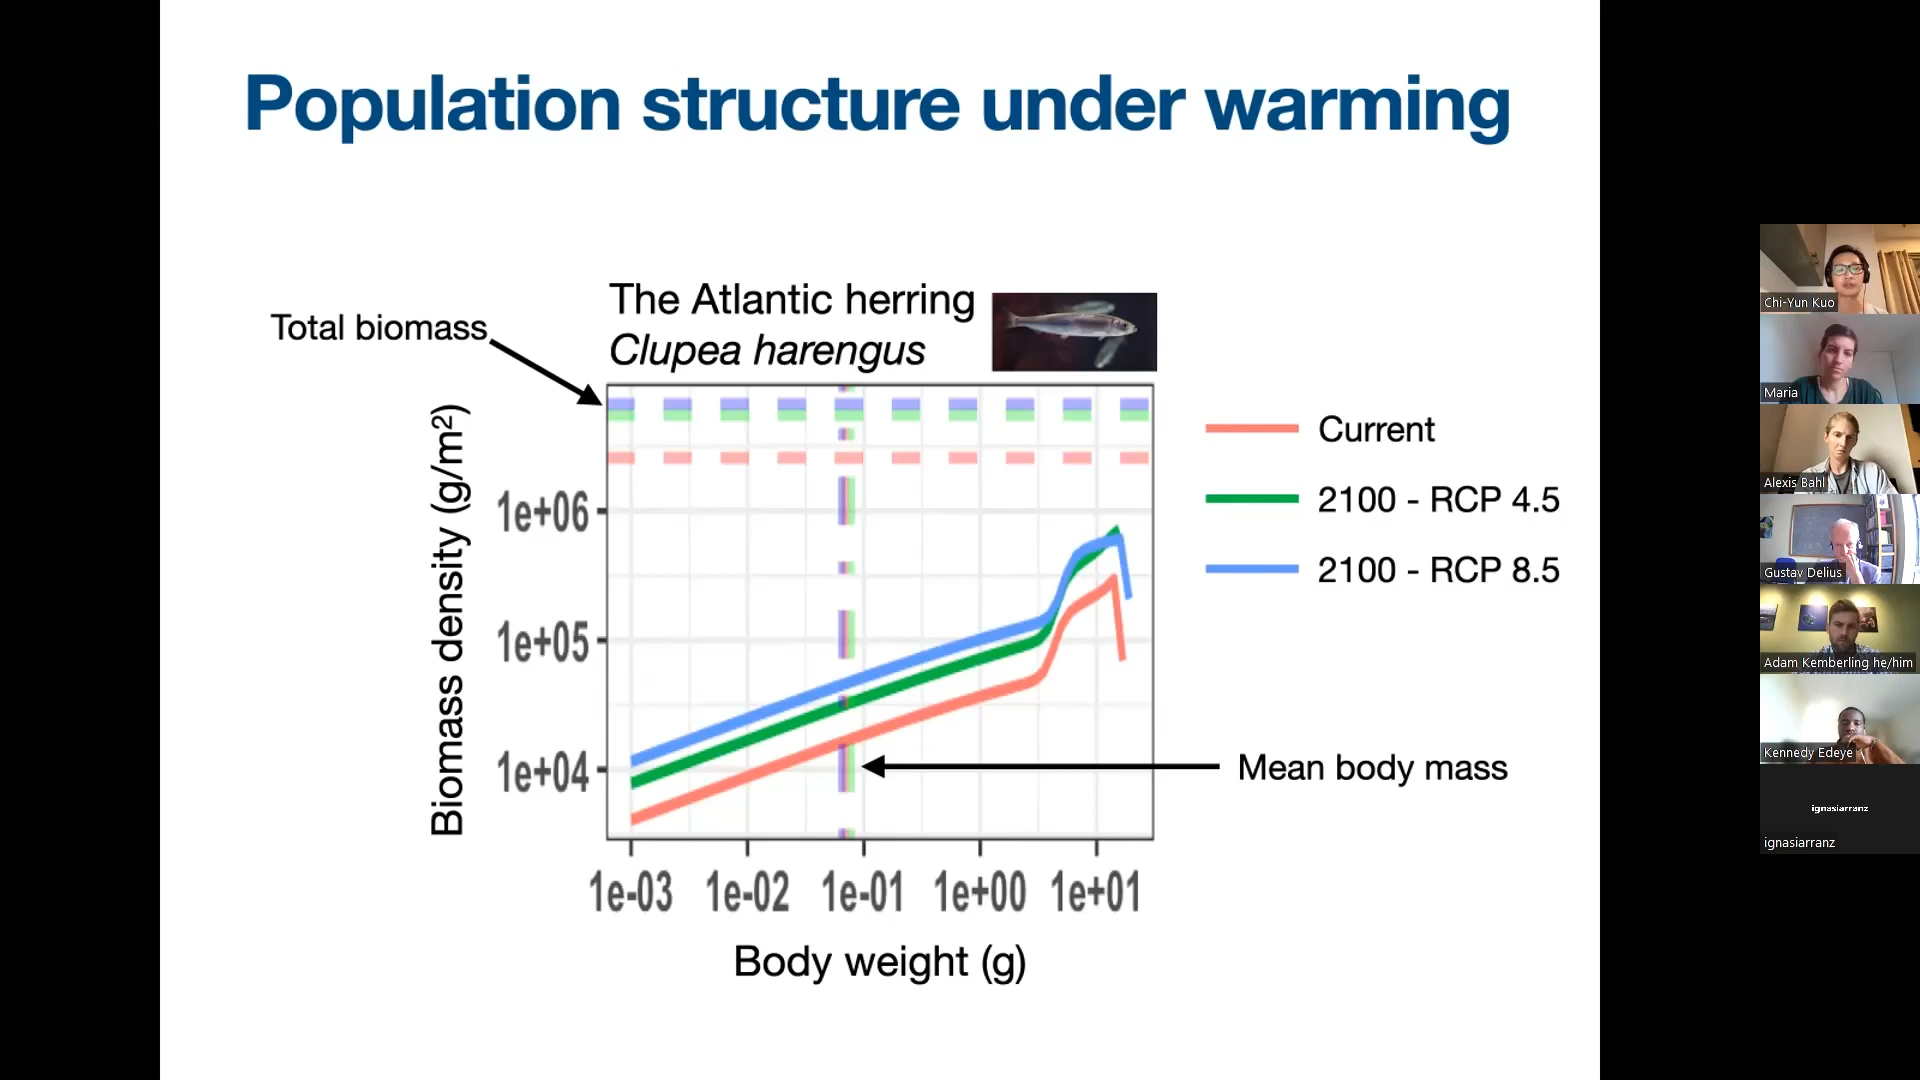 Population structure under warming
The Atlantic herring
Clupea harengus
Total biomass
Biomass density (g/m²)
1e+06
1e+05
1e+04
1e-03
1e-02
1e-01
1e+00
1e+01
Body weight (g)
Current
2100 - RCP 4.5
2100 - RCP 8.5
Mean body mass
Chi-Yun Kuo
Maria
Alexis Bahl
Gustav Delius
Adam Kemberling he/him
Kennedy Edeye
ignasiarranz
ignasiarranz